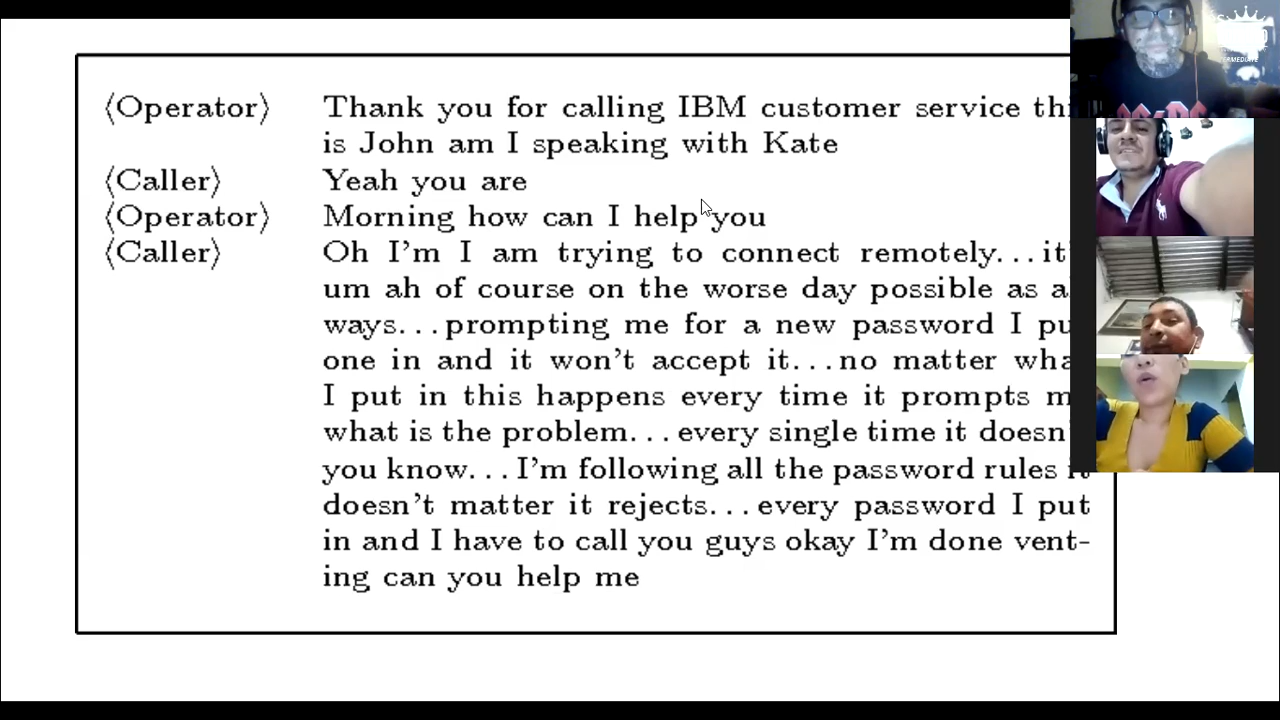 ⟨Operator⟩ Thank you for calling IBM customer service
is John am I speaking with Kate
⟨Caller⟩ Yeah you are
⟨Operator⟩ Morning how can I help you
⟨Caller⟩ Oh I'm I am trying to connect remotely...
um ah of course on the worse day possible as
ways...prompting me for a new password I
one in and it won't accept it...no matter
I put in this happens every time it prompts
what is the problem...every single time it
you know...I'm following all the password rules
doesn't matter it rejects...every password I put
in and I have to call you guys okay I'm done vent-
ing can you help me